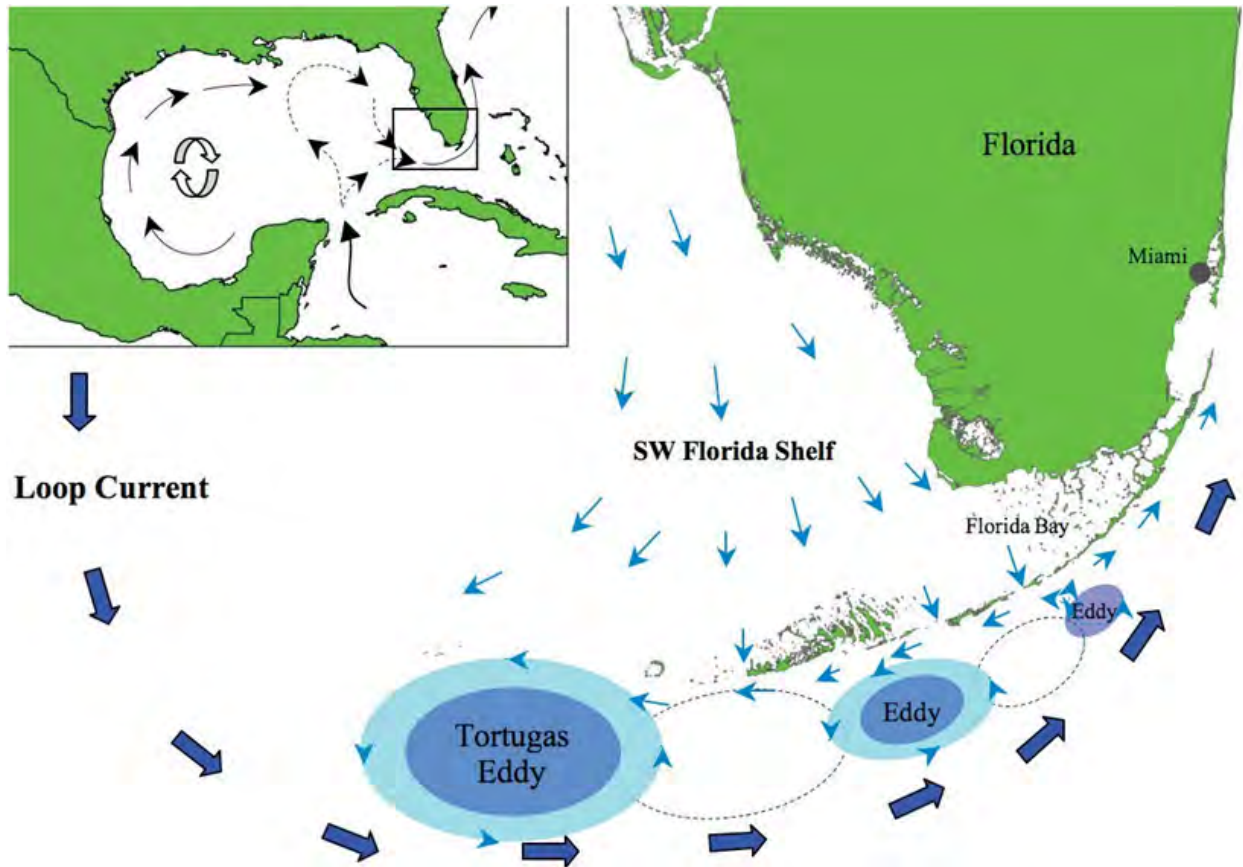 Florida
Miami
SW Florida Shelf
Loop Current
Florida Bay
Eddy
Eddy
Tortugas
Eddy